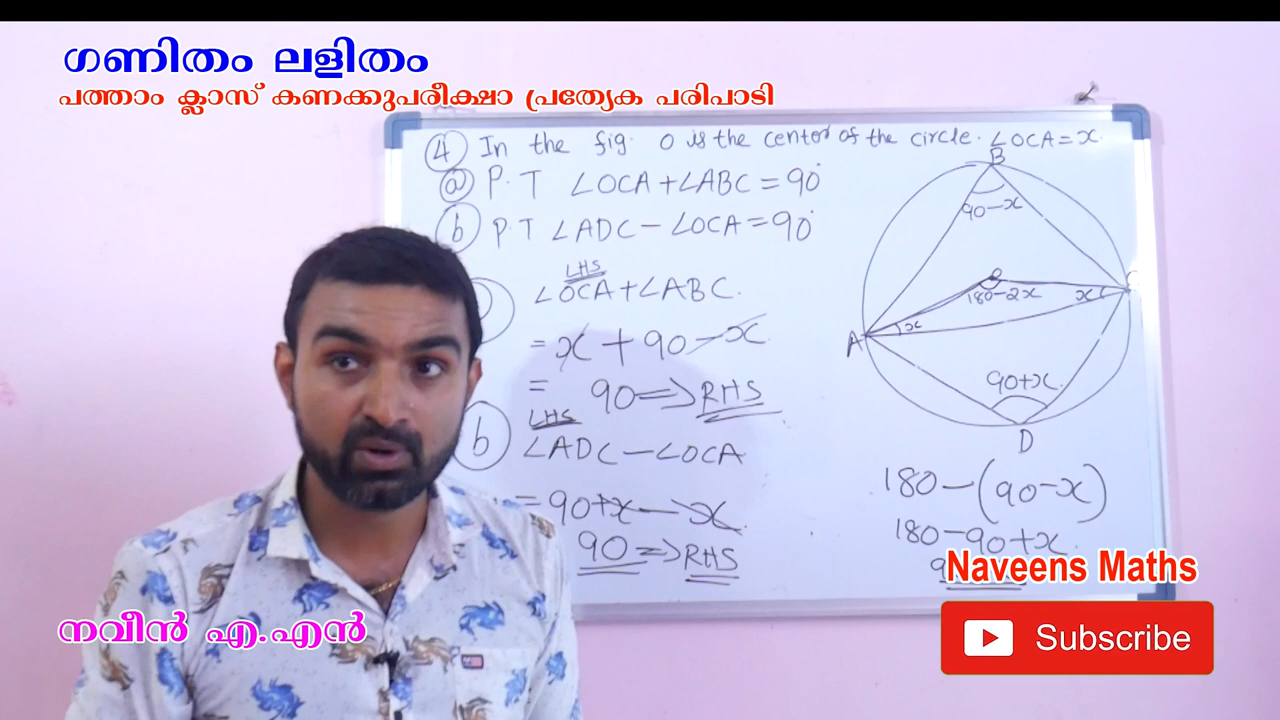 ഗണിതം ലളിതം
പത്താം ക്ലാസ് കണക്കുപരീക്ഷാ പ്രത്യേക പരിപാടി
④ In the fig. O is the center of the circle. ∠OCA = x.
ⓐ P.T ∠OCA + ∠ABC = 90°
ⓑ P.T ∠ADC − ∠OCA = 90°
LHS
∠OCA + ∠ABC.
= x + 90 − x
= 90 => RHS
LHS
ⓑ ∠ADC − ∠OCA
= 90 + x − x
90 => RHS
B
90 − x
O
C
180 − 2x
x
x
A
90 + x
D
180 − (90 − x)
180 − 90 + x
Naveens Maths
നവീൻ എ.എൻ
Subscribe